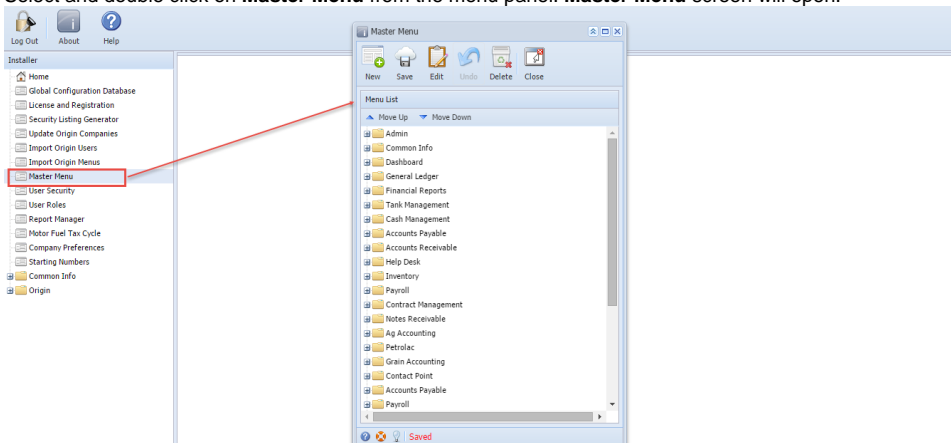 Select and double click on Master Menu from the menu panel. Master Menu screen will open.
Log Out About Help
Installer
Home
Global Configuration Database
License and Registration
Security Listing Generator
Update Origin Companies
Import Origin Users
Import Origin Menus
Master Menu
User Security
User Roles
Report Manager
Motor Fuel Tax Cycle
Company Preferences
Starting Numbers
Common Info
Origin
Master Menu
New Save Edit Undo Delete Close
Menu List
Move Up Move Down
Admin
Common Info
Dashboard
General Ledger
Financial Reports
Tank Management
Cash Management
Accounts Payable
Accounts Receivable
Help Desk
Inventory
Payroll
Contract Management
Notes Receivable
Ag Accounting
Petrolac
Grain Accounting
Contact Point
Accounts Payable
Payroll
Saved